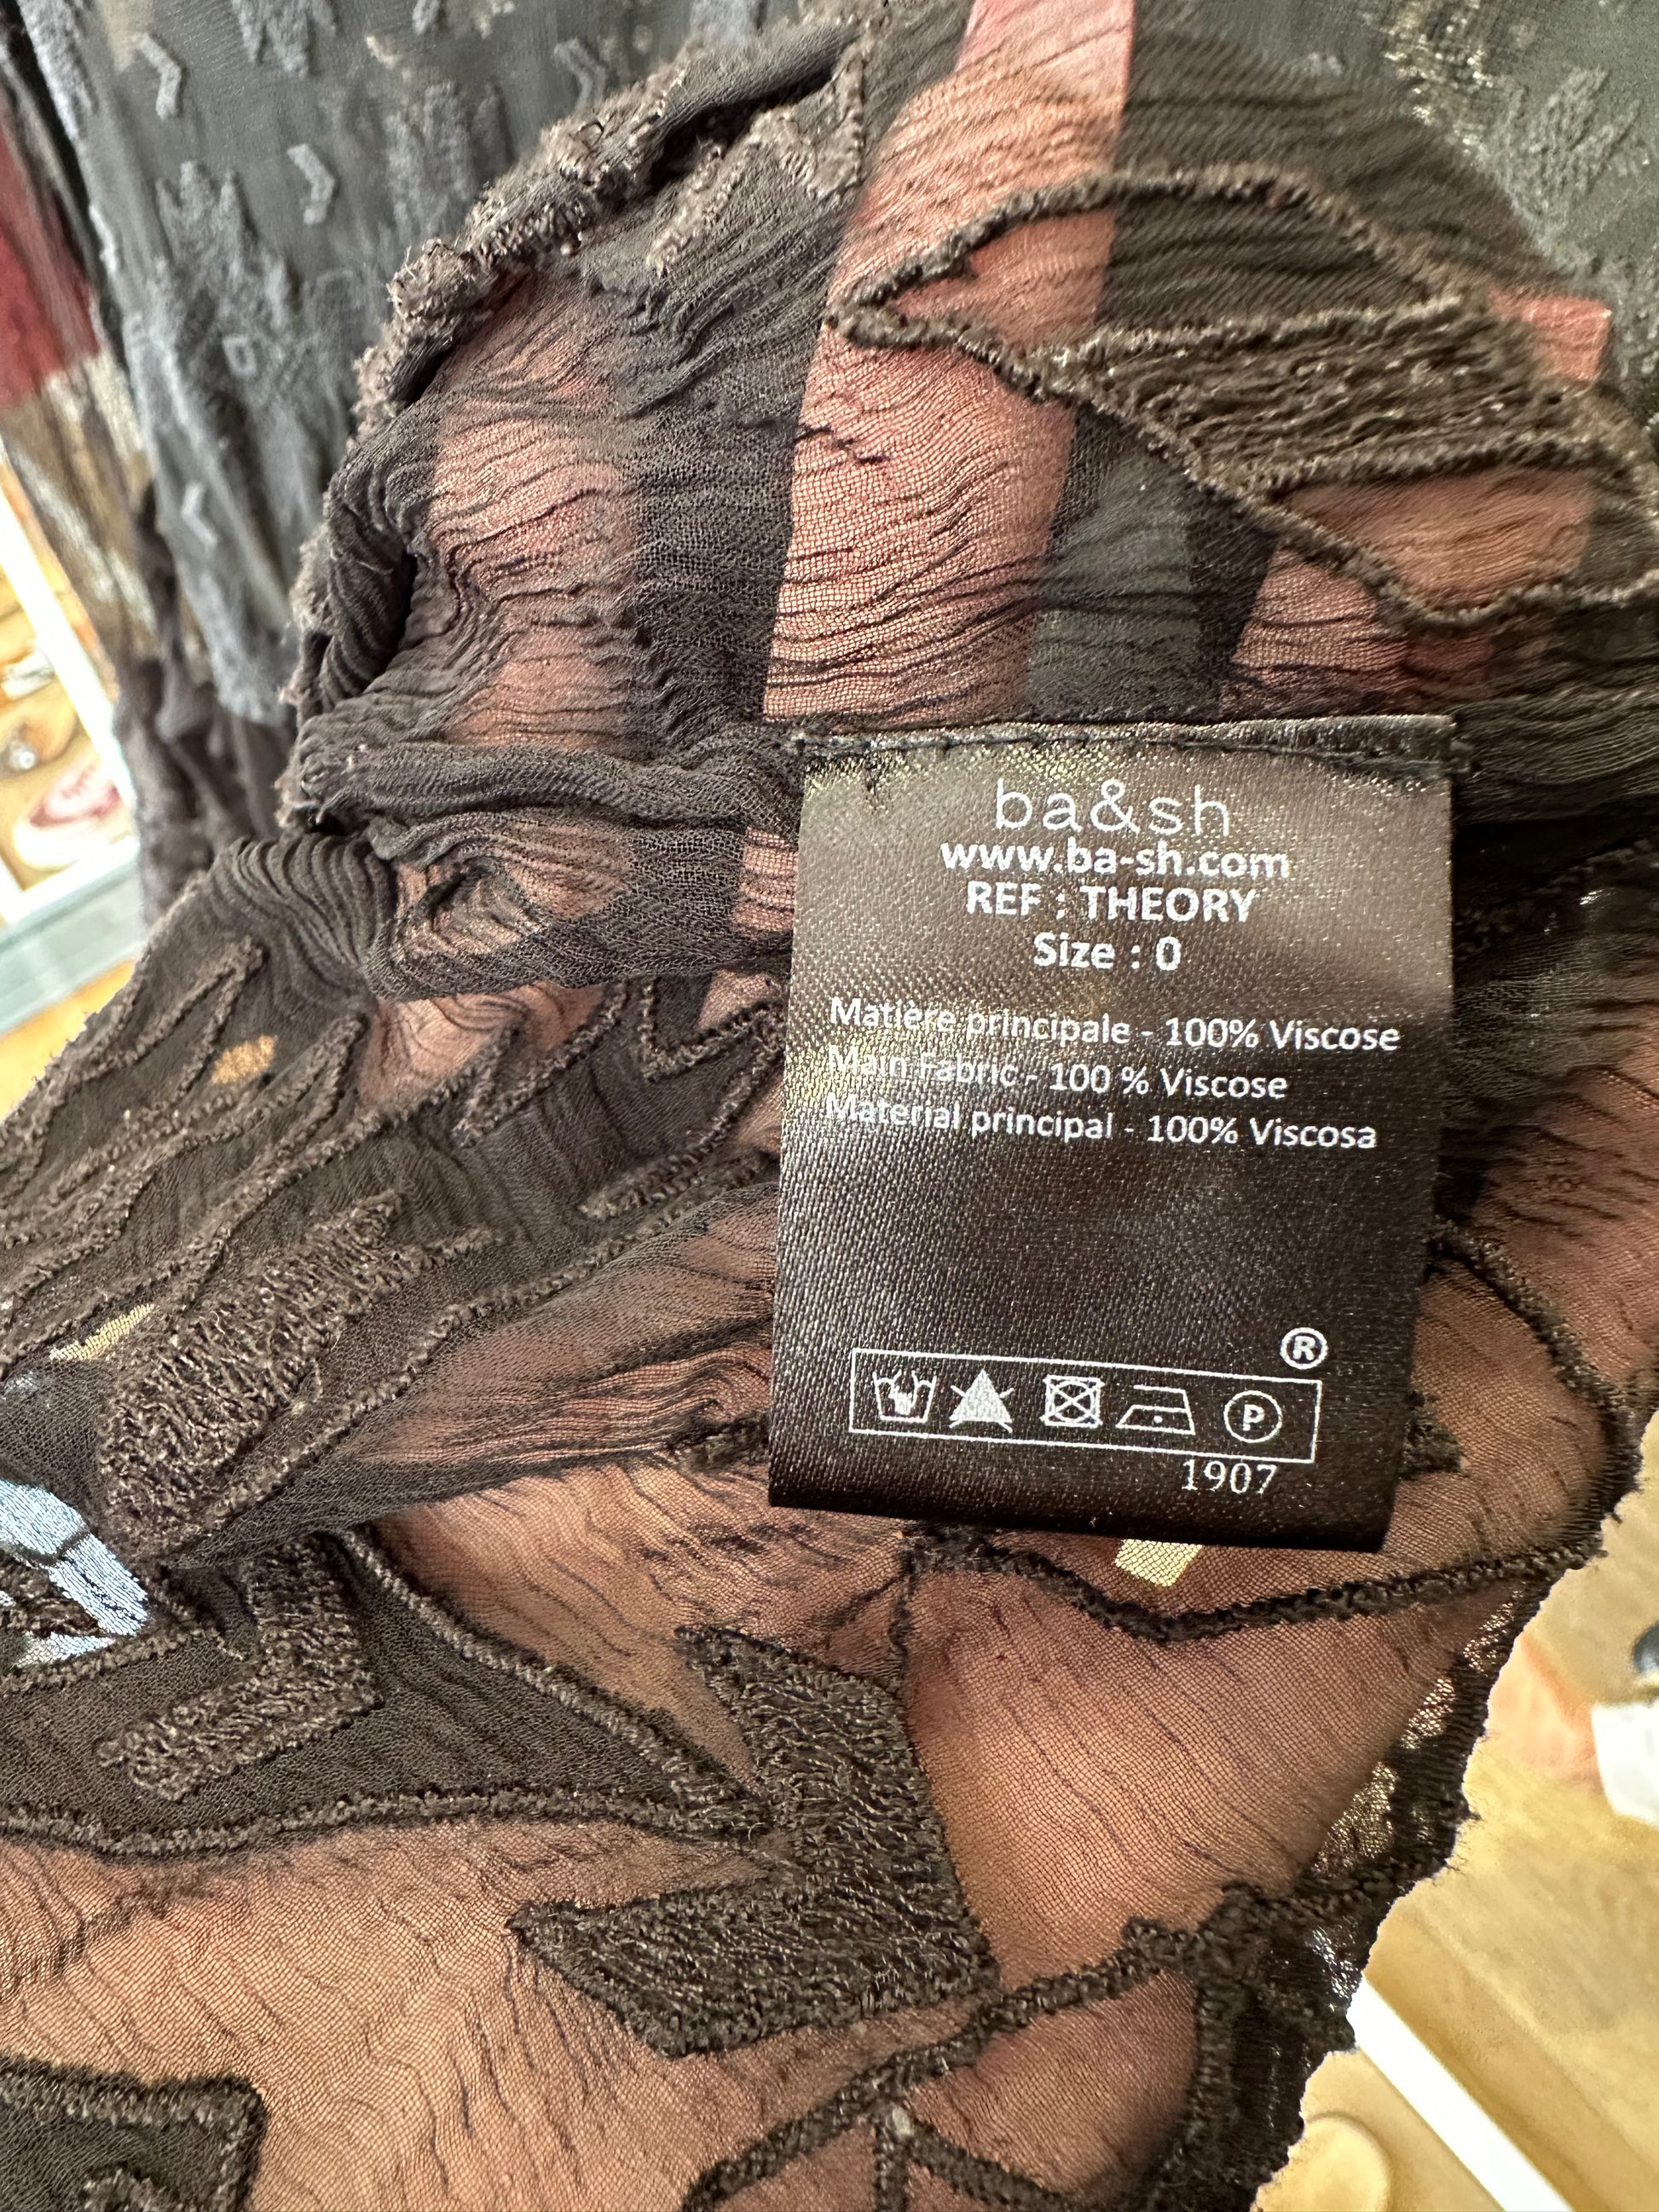 ba&sh
www.ba-sh.com
REF : THEORY
Size : 0
Matière principale - 100% Viscose
Main Fabric - 100 % Viscose
Material principal - 100% Viscosa
®
P
1907